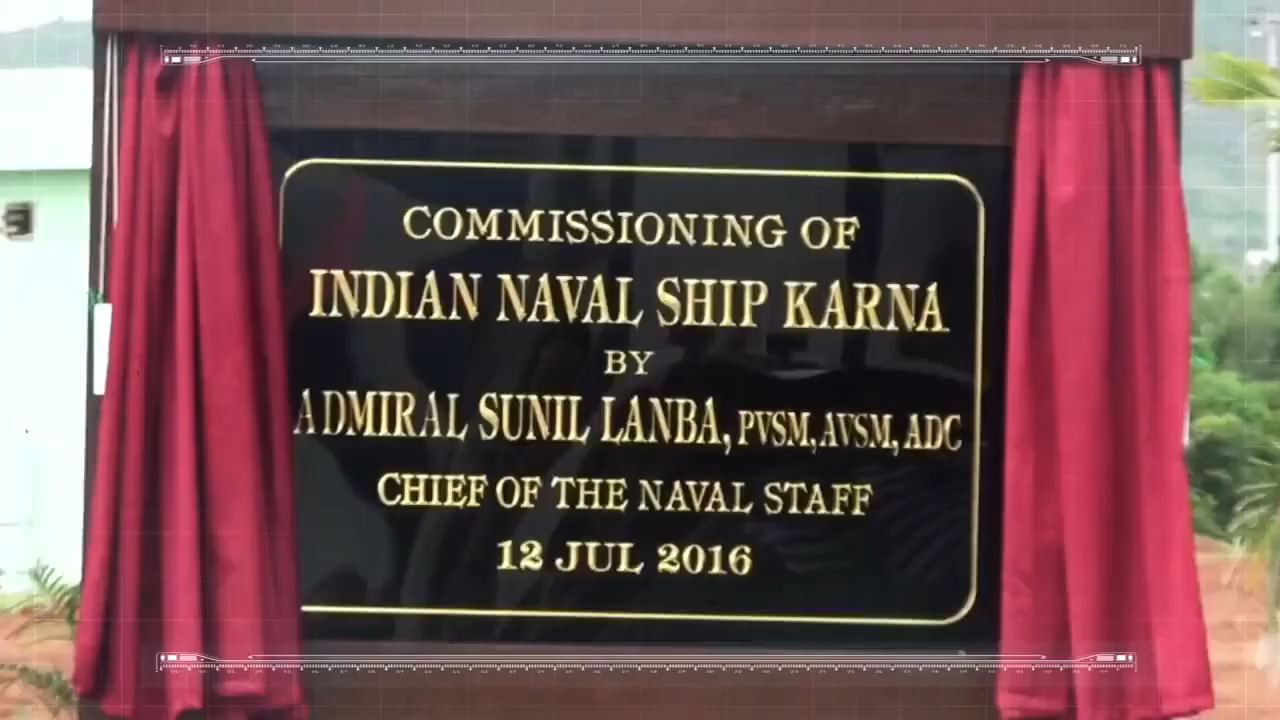 COMMISSIONING OF
INDIAN NAVAL SHIP KARNA
BY
ADMIRAL SUNIL LANBA, PVSM, AVSM, ADC
CHIEF OF THE NAVAL STAFF
12 JUL 2016